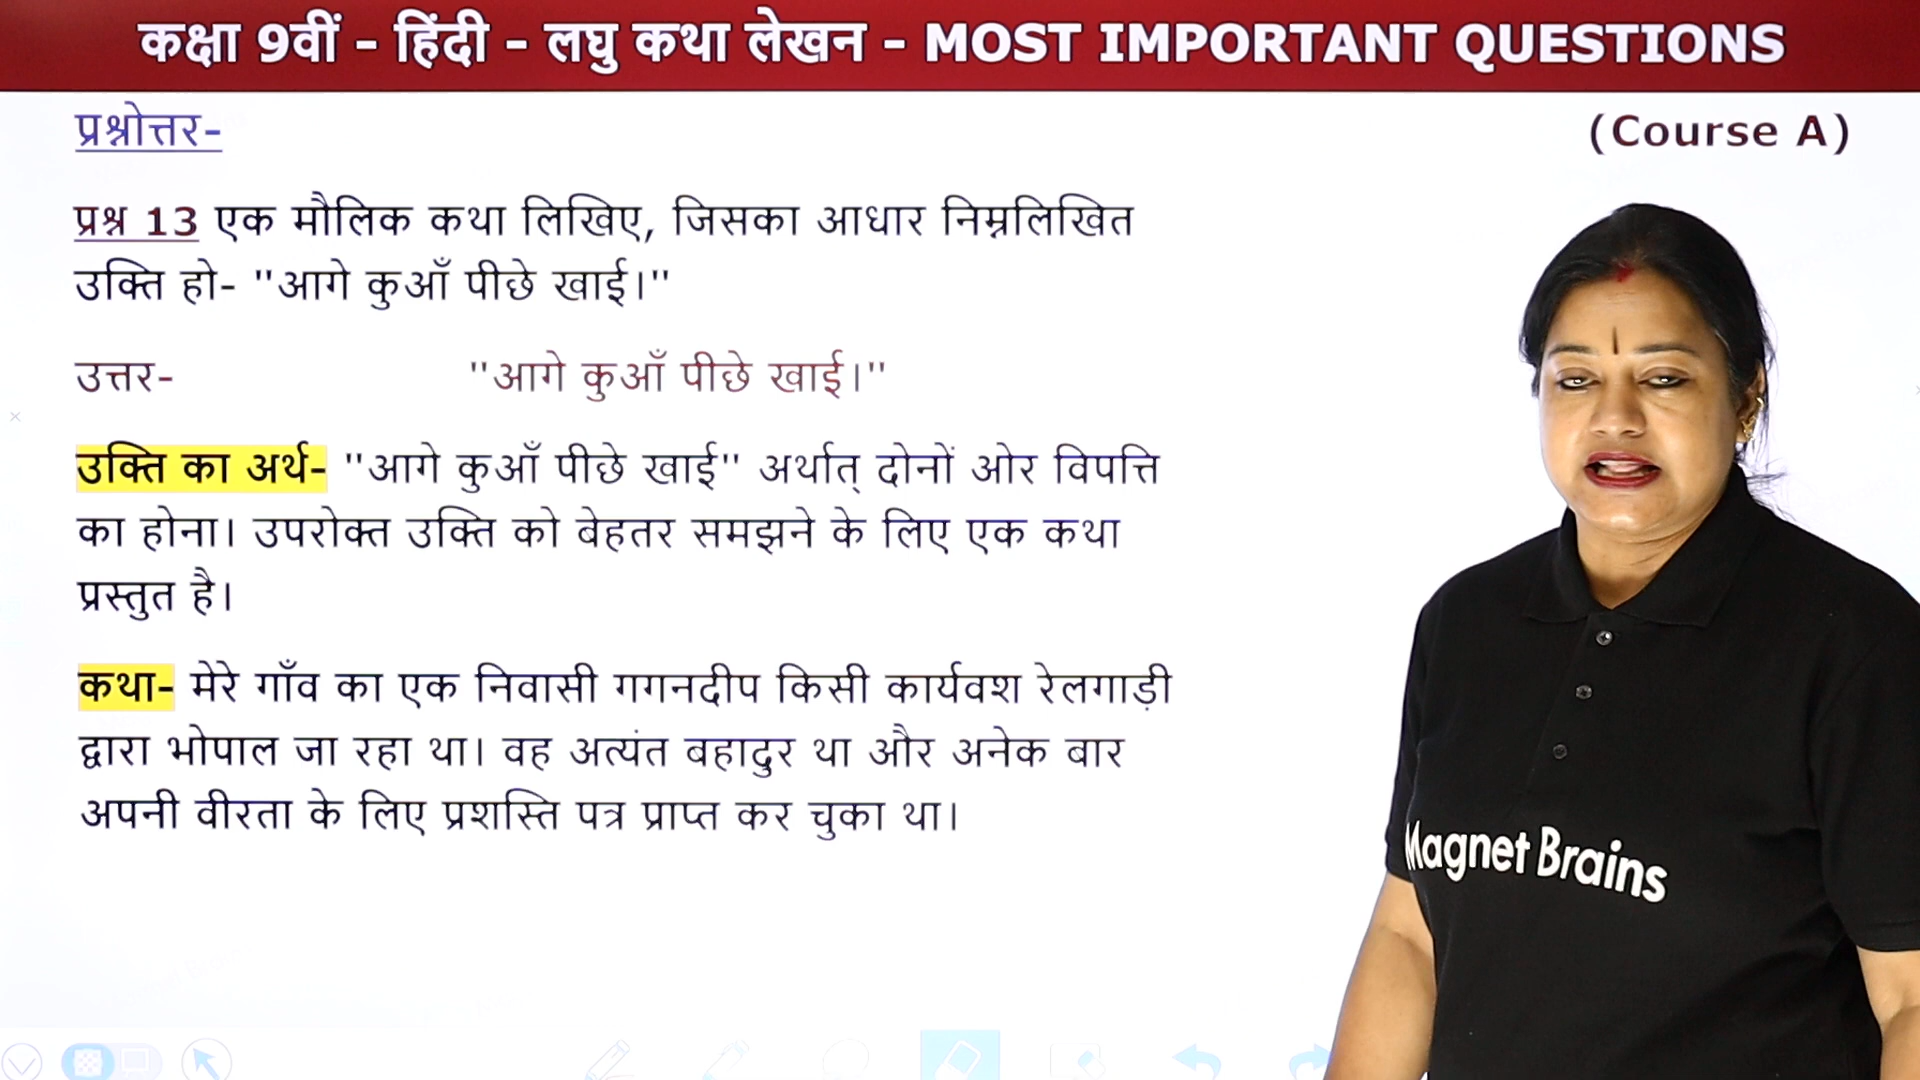 कक्षा 9वीं – हिंदी – लघु कथा लेखन – MOST IMPORTANT QUESTIONS
प्रश्नोत्तर-
(Course A)
प्रश्न 13 एक मौलिक कथा लिखिए, जिसका आधार निम्नलिखित
उक्ति हो- "आगे कुआँ पीछे खाई।"
उत्तर- "आगे कुआँ पीछे खाई।"
उक्ति का अर्थ- "आगे कुआँ पीछे खाई" अर्थात् दोनों ओर विपत्ति
का होना। उपरोक्त उक्ति को बेहतर समझने के लिए एक कथा
प्रस्तुत है।
कथा- मेरे गाँव का एक निवासी गगनदीप किसी कार्यवश रेलगाड़ी
द्वारा भोपाल जा रहा था। वह अत्यंत बहादुर था और अनेक बार
अपनी वीरता के लिए प्रशस्ति पत्र प्राप्त कर चुका था।
Magnet Brains